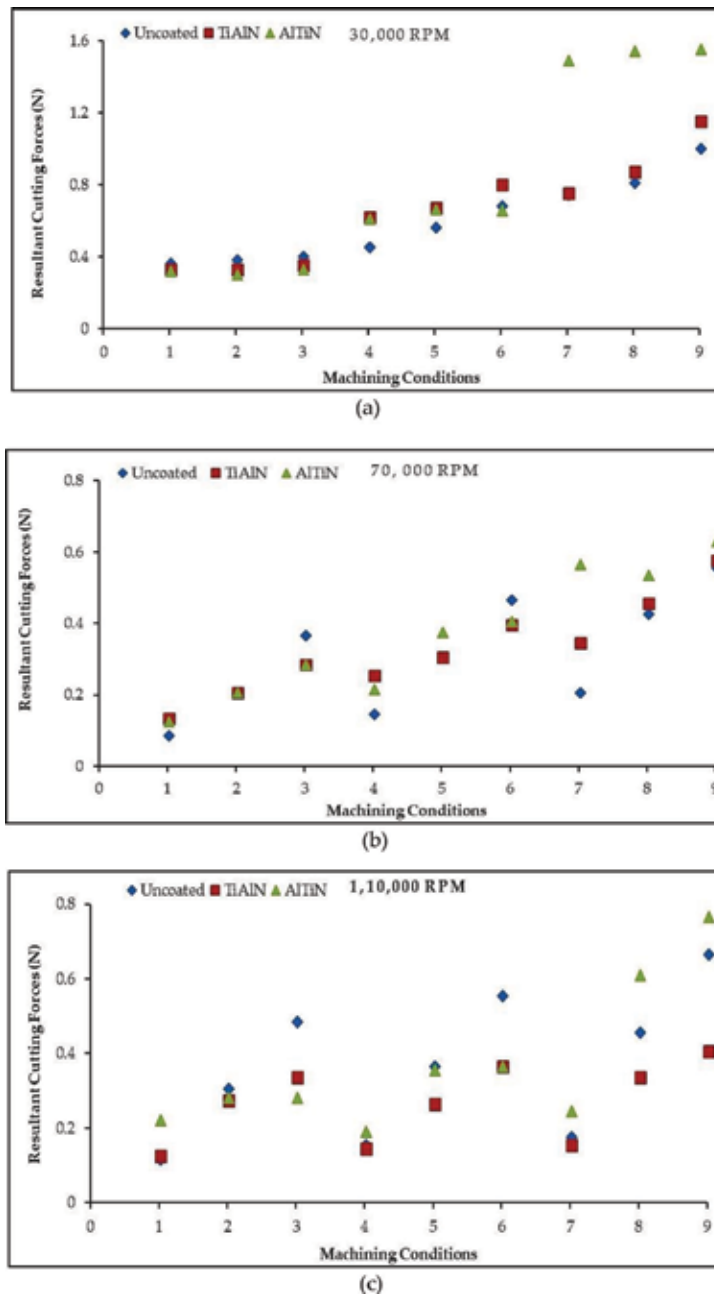 Uncoated TiAlN AlTiN 30,000 RPM
Resultant Cutting Forces (N)
1.6
1.2
0.8
0.4
0
0 1 2 3 4 5 6 7 8 9
Machining Conditions
(a)
Uncoated TiAlN AlTiN 70,000 RPM
Resultant Cutting Forces (N)
0.8
0.6
0.4
0.2
0
0 1 2 3 4 5 6 7 8 9
Machining Conditions
(b)
Uncoated TiAlN AlTiN 1,10,000 RPM
Resultant Cutting Forces (N)
0.8
0.6
0.4
0.2
0
0 1 2 3 4 5 6 7 8 9
Machining Conditions
(c)